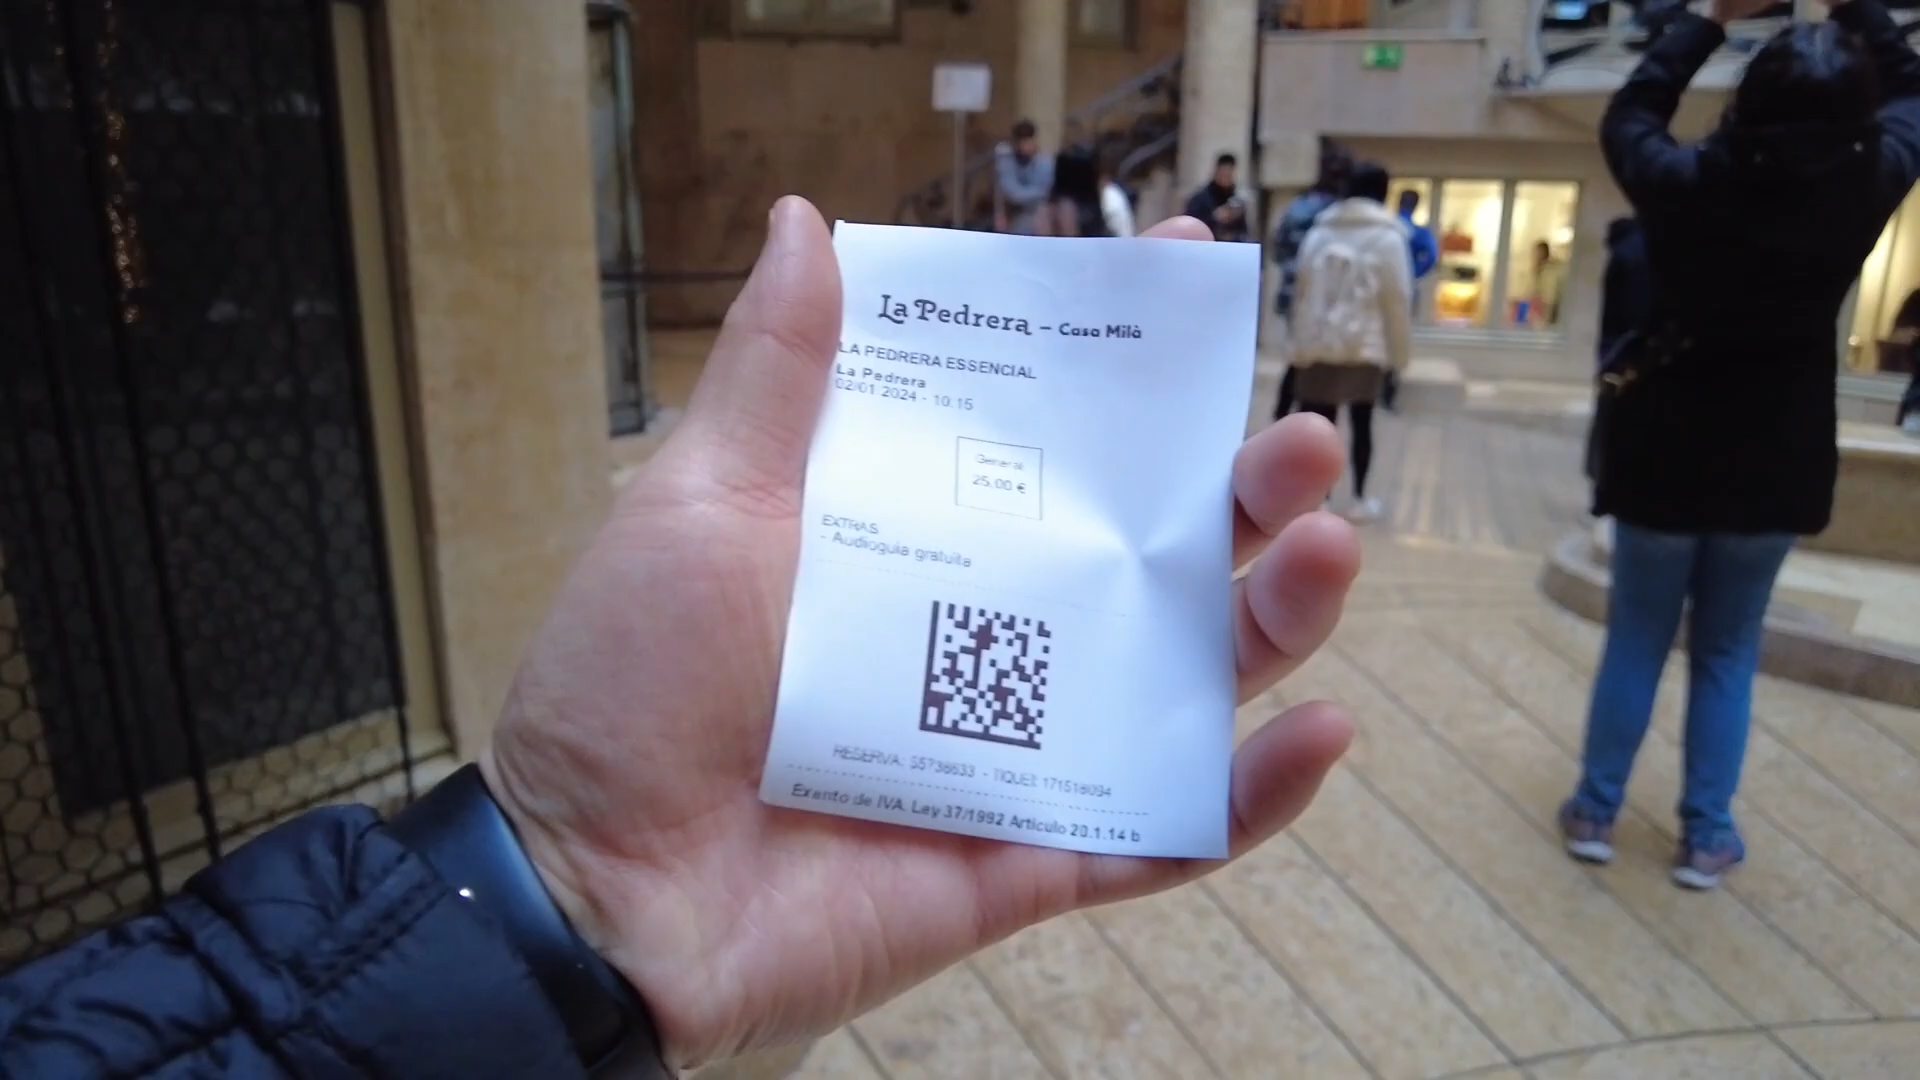 La Pedrera – Casa Milà
LA PEDRERA ESSENCIAL
La Pedrera
02/01.2024 - 10:15
General
25,00 €
EXTRAS
- Audioguia gratuita
RESERVA: - TIQUET: 171518094
Exento de IVA. Ley 37/1992 Artículo 20.1.14 b